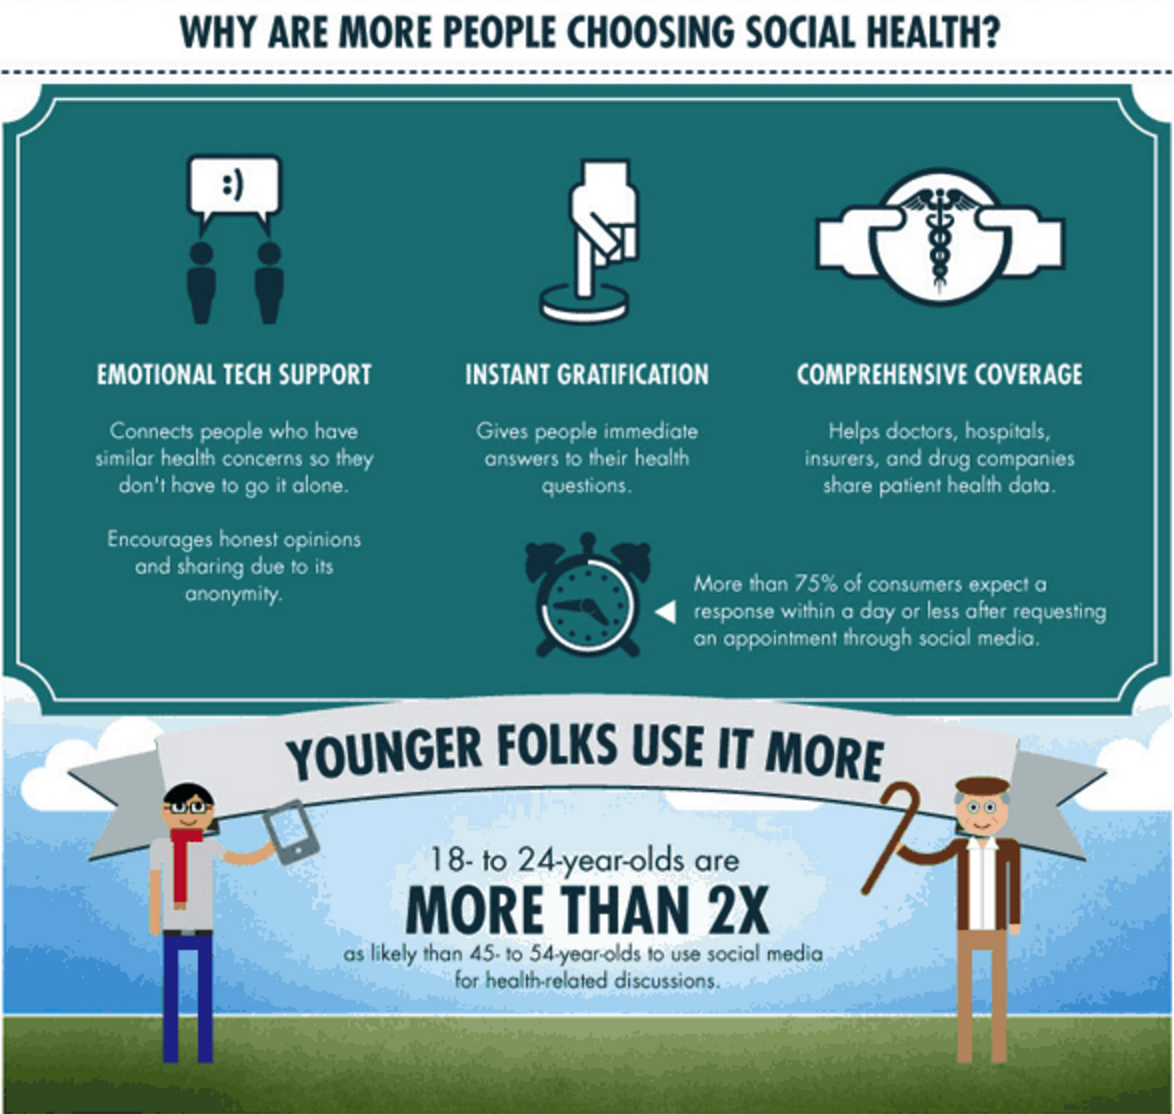 WHY ARE MORE PEOPLE CHOOSING SOCIAL HEALTH?
:)
EMOTIONAL TECH SUPPORT
Connects people who have
similar health concerns so they
don't have to go it alone.
Encourages honest opinions
and sharing due to its
anonymity.
INSTANT GRATIFICATION
Gives people immediate
answers to their health
questions.
COMPREHENSIVE COVERAGE
Helps doctors, hospitals,
insurers, and drug companies
share patient health data.
More than 75% of consumers expect a
response within a day or less after requesting
an appointment through social media.
YOUNGER FOLKS USE IT MORE
18- to 24-year-olds are
MORE THAN 2X
as likely than 45- to 54-year-olds to use social media
for health-related discussions.